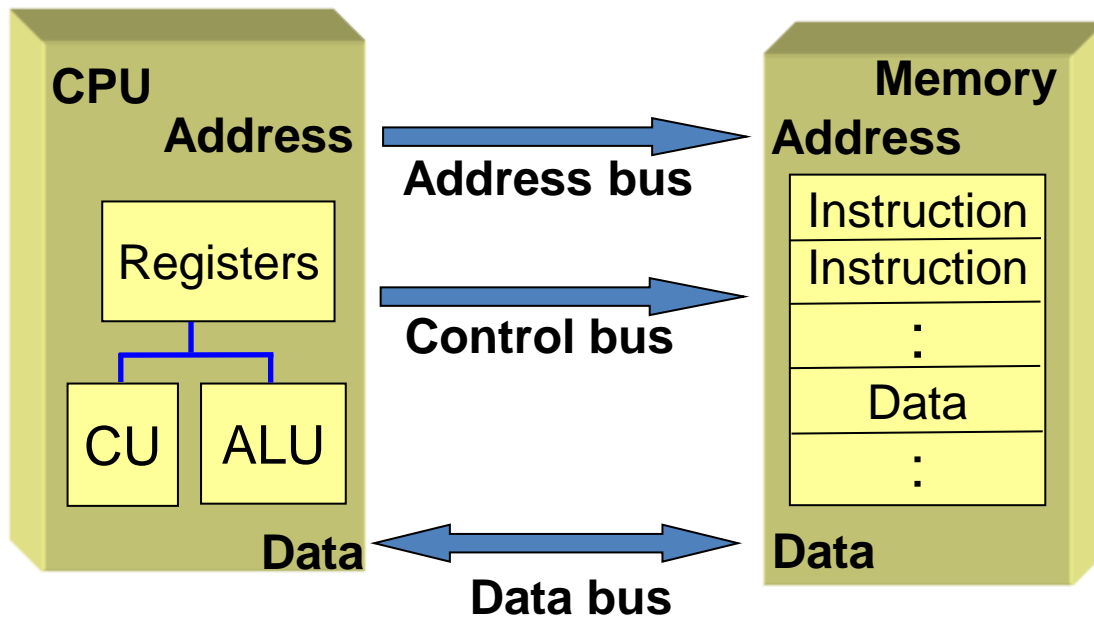 CPU
Address
Registers
CU
ALU
Data
Address bus
Control bus
Data bus
Memory
Address
Instruction
Instruction
:
Data
:
Data